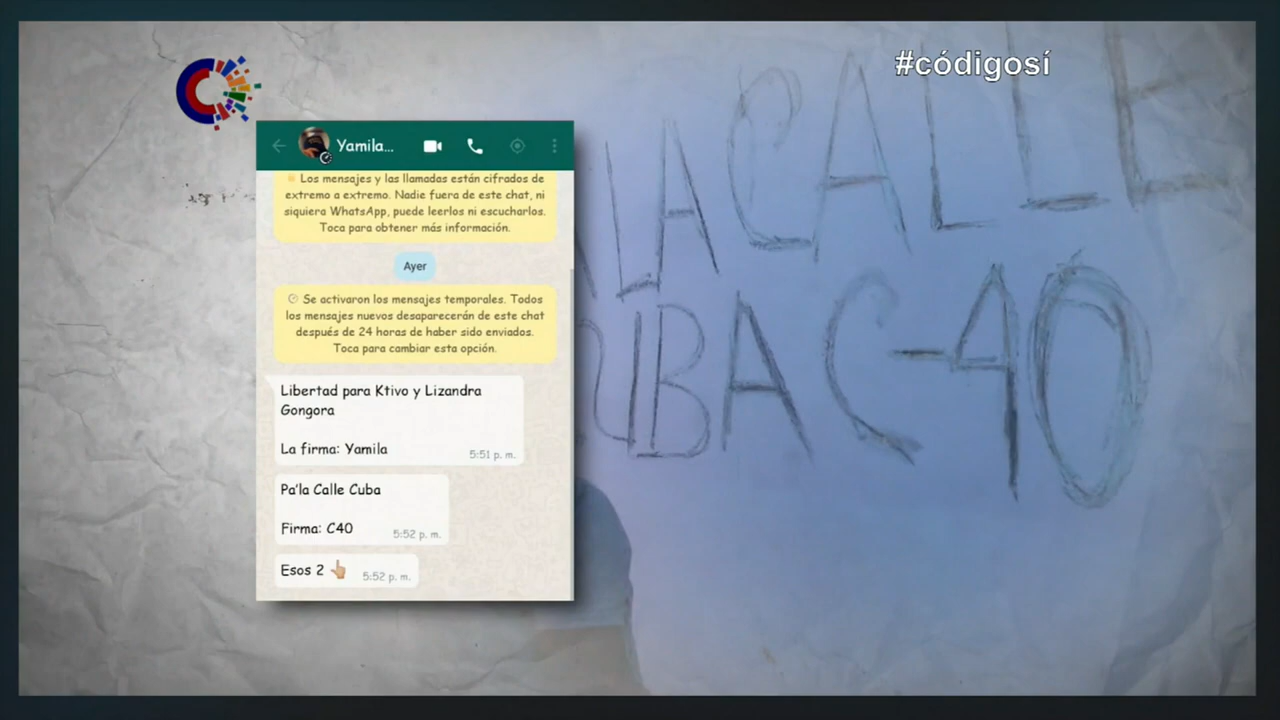 #códigosí
Yamila...
Los mensajes y las llamadas están cifrados de
extremo a extremo. Nadie fuera de este chat, ni
siquiera WhatsApp, puede leerlos ni escucharlos.
Toca para obtener más información.
Ayer
Se activaron los mensajes temporales. Todos
los mensajes nuevos desaparecerán de este chat
después de 24 horas de haber sido enviados.
Toca para cambiar esta opción.
Libertad para Ktivo y Lizandra
Gongora
La firma: Yamila
5:51 p. m.
Pa'la Calle Cuba
Firma: C40
5:52 p. m.
Esos 2 👆
5:52 p. m.
LA CALLE
UBA C-40